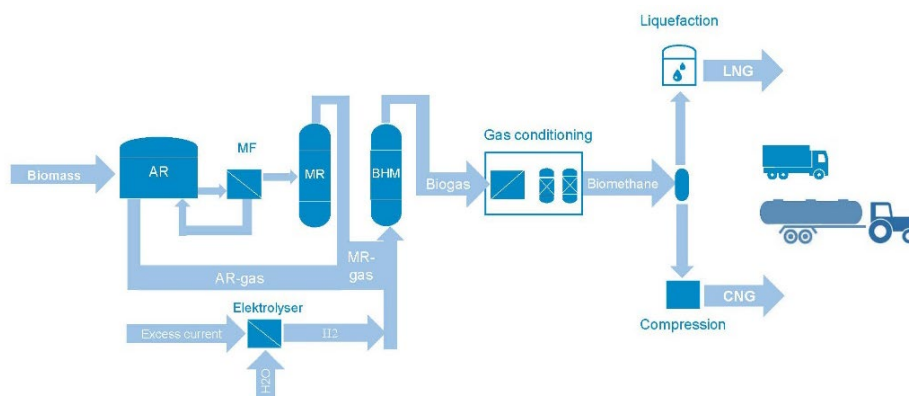 Liquefaction
LNG
MF
Gas conditioning
Biomass
AR
MR
BHM
Biogas
Biomethane
AR-gas
MR-
gas
Elektrolyser
Excess current
H2
H2O
CNG
Compression